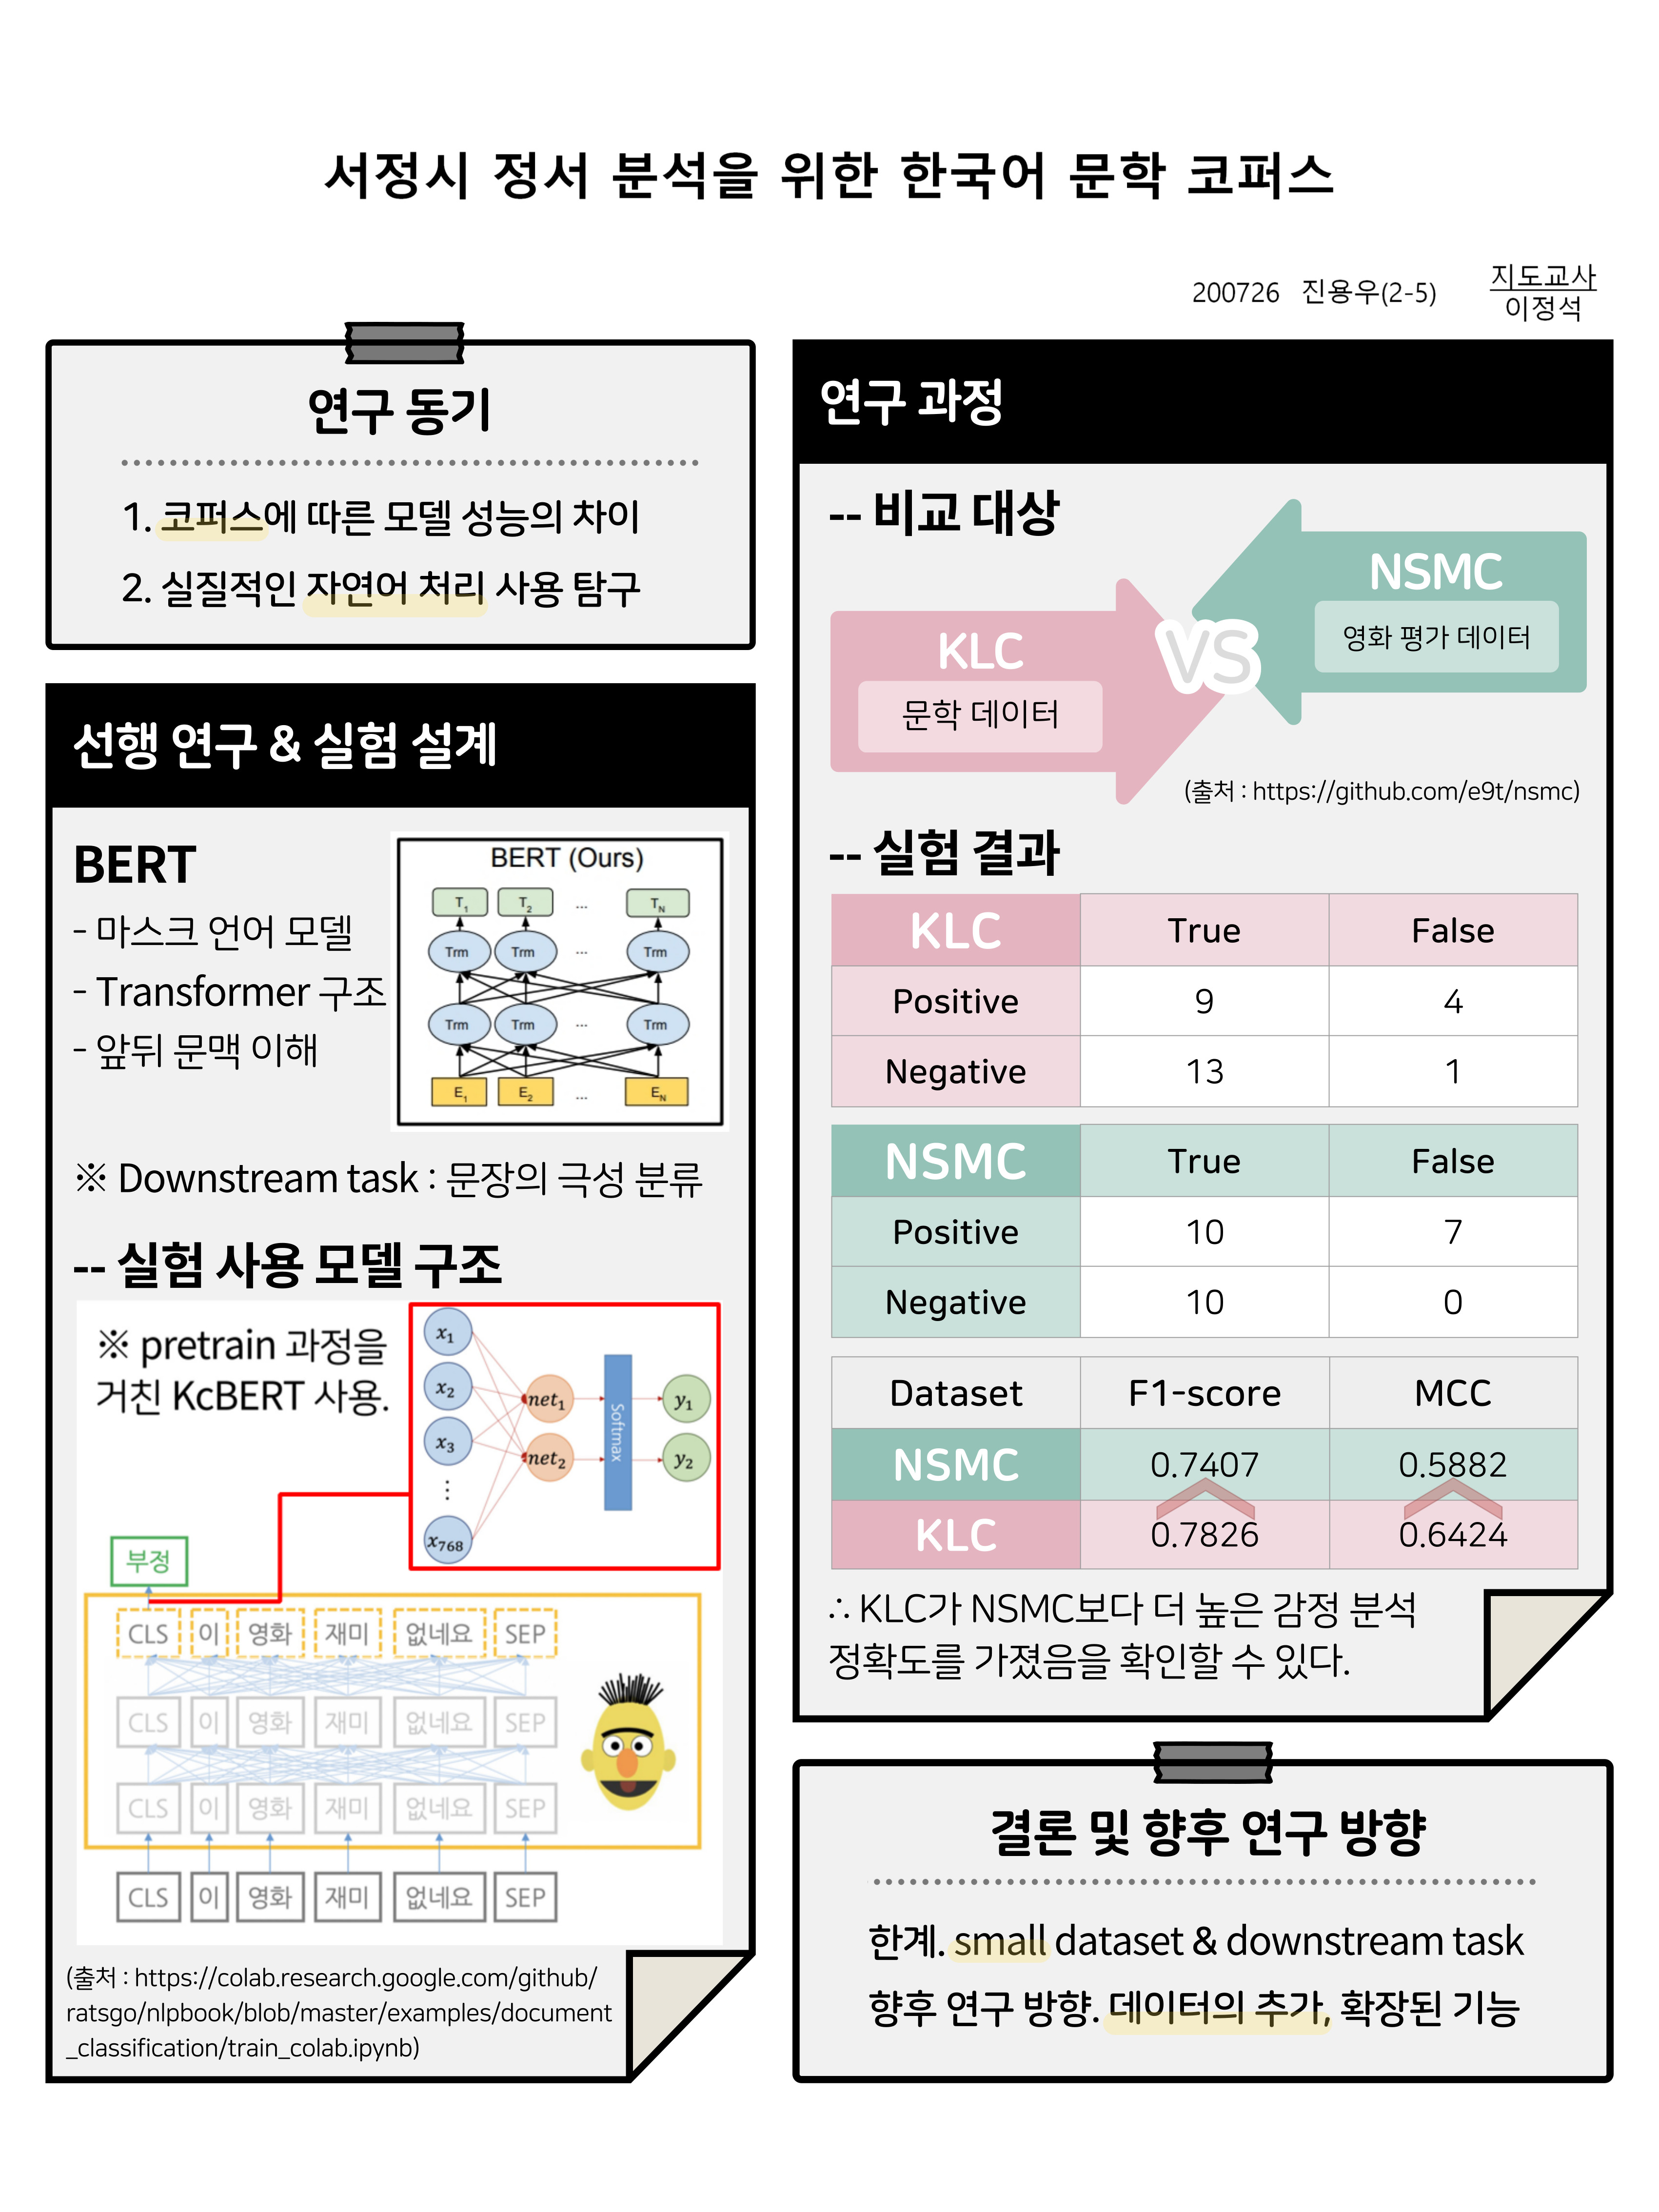 서정시 정서 분석을 위한 한국어 문학 코퍼스
200726 진용우(2-5)
지도교사
이정석
연구 동기
1. 코퍼스에 따른 모델 성능의 차이
2. 실질적인 자연어 처리 사용 탐구
선행 연구 & 실험 설계
BERT
- 마스크 언어 모델
- Transformer 구조
- 앞뒤 문맥 이해
BERT (Ours)
T1 T2 ... TN
Trm Trm ... Trm
Trm Trm ... Trm
E1 E2 ... EN
※ Downstream task : 문장의 극성 분류
-- 실험 사용 모델 구조
※ pretrain 과정을
거친 KcBERT 사용.
x1
x2
x3
⋮
x768
net1
net2
Softmax
y1
y2
부정
CLS 이 영화 재미 없네요 SEP
CLS 이 영화 재미 없네요 SEP
CLS 이 영화 재미 없네요 SEP
CLS 이 영화 재미 없네요 SEP
(출처 : https://colab.research.google.com/github/
ratsgo/nlpbook/blob/master/examples/document
_classification/train_colab.ipynb)
연구 과정
-- 비교 대상
KLC
문학 데이터
VS
NSMC
영화 평가 데이터
(출처 : https://github.com/e9t/nsmc)
-- 실험 결과
KLC True False
Positive 9 4
Negative 13 1
NSMC True False
Positive 10 7
Negative 10 0
Dataset F1-score MCC
NSMC 0.7407 0.5882
KLC 0.7826 0.6424
∴ KLC가 NSMC보다 더 높은 감정 분석
정확도를 가졌음을 확인할 수 있다.
결론 및 향후 연구 방향
한계. small dataset & downstream task
향후 연구 방향. 데이터의 추가, 확장된 기능